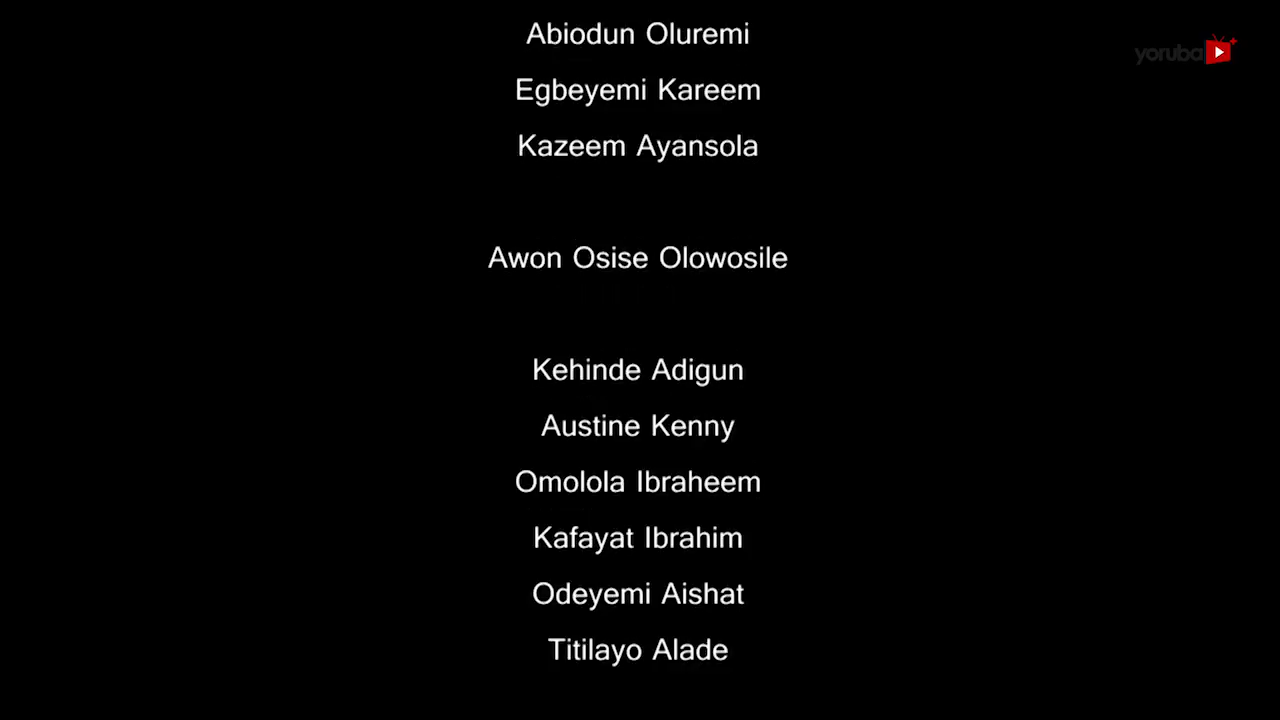 Abiodun Oluremi
yoruba
Egbeyemi Kareem
Kazeem Ayansola
Awon Osise Olowosile
Kehinde Adigun
Austine Kenny
Omolola Ibraheem
Kafayat Ibrahim
Odeyemi Aishat
Titilayo Alade